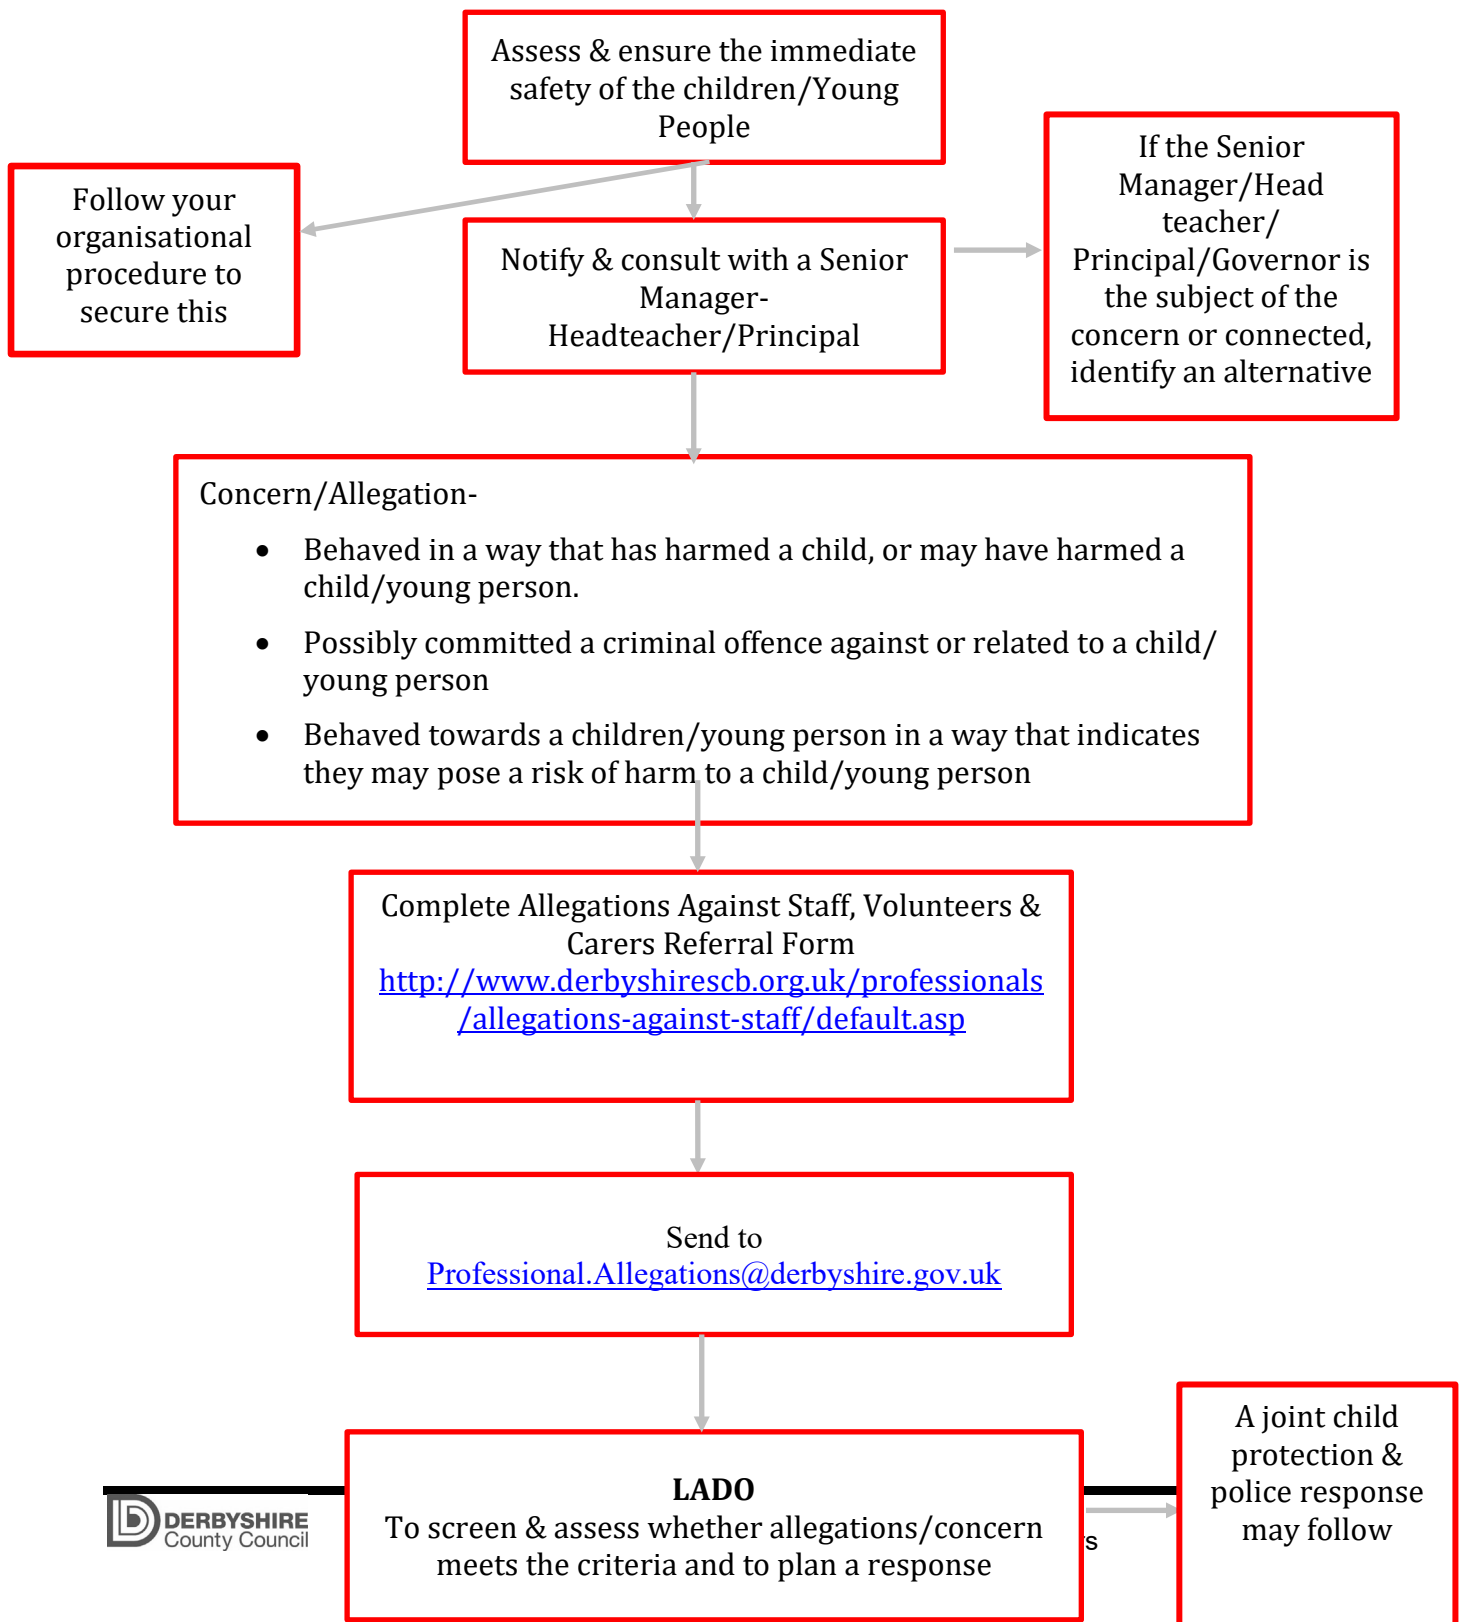 Assess & ensure the immediate
safety of the children/Young
People
Follow your
organisational
procedure to
secure this
Notify & consult with a Senior
Manager-
Headteacher/Principal
If the Senior
Manager/Head
teacher/
Principal/Governor is
the subject of the
concern or connected,
identify an alternative
Concern/Allegation-
• Behaved in a way that has harmed a child, or may have harmed a
child/young person.
• Possibly committed a criminal offence against or related to a child/
young person
• Behaved towards a children/young person in a way that indicates
they may pose a risk of harm to a child/young person
Complete Allegations Against Staff, Volunteers &
Carers Referral Form
http://www.derbyshirescb.org.uk/professionals
/allegations-against-staff/default.asp
Send to
Professional.Allegations@derbyshire.gov.uk
LADO
To screen & assess whether allegations/concern
meets the criteria and to plan a response
A joint child
protection &
police response
may follow
DERBYSHIRE
County Council